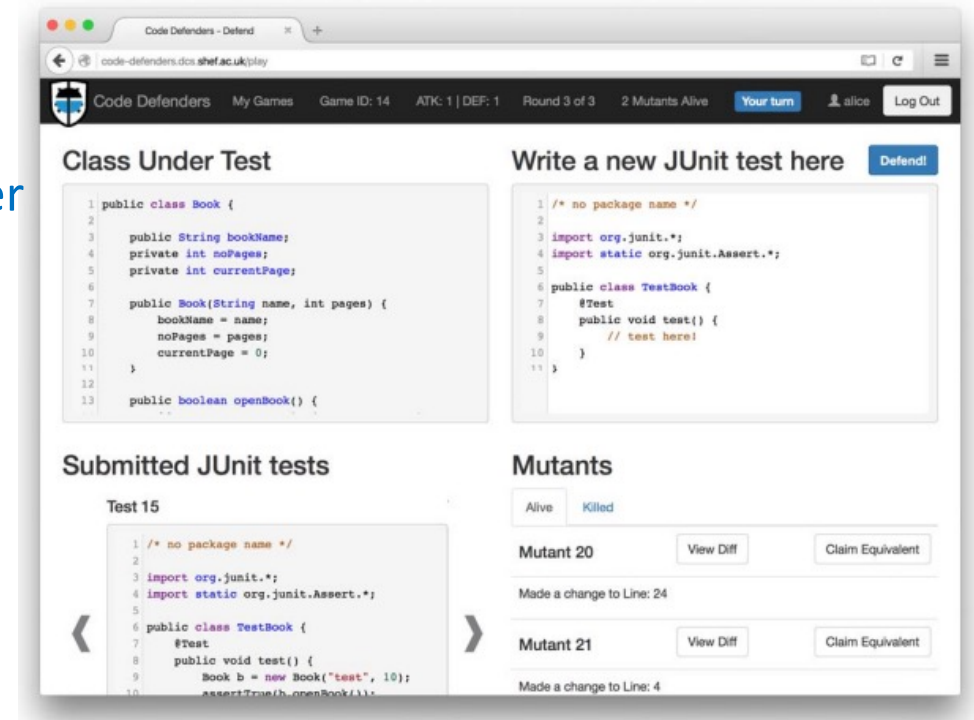 Code Defenders - Defend
code-defenders.dcs.shef.ac.uk/play
Code Defenders My Games Game ID: 14 ATK: 1 | DEF: 1 Round 3 of 3 2 Mutants Alive Your turn alice Log Out
er
Class Under Test
1 public class Book {
2
3 public String bookName;
4 private int noPages;
5 private int currentPage;
6
7 public Book(String name, int pages) {
8 bookName = name;
9 noPages = pages;
10 currentPage = 0;
11 }
12
13 public boolean openBook() {
Write a new JUnit test here Defend!
1 /* no package name */
2
3 import org.junit.*;
4 import static org.junit.Assert.*;
5
6 public class TestBook {
7 @Test
8 public void test() {
9 // test here!
10 }
11 }
Submitted JUnit tests
Test 15
1 /* no package name */
2
3 import org.junit.*;
4 import static org.junit.Assert.*;
5
6 public class TestBook {
7 @Test
8 public void test() {
9 Book b = new Book("test", 10);
10 assertTrue(b.openBook());
Mutants
Alive Killed
Mutant 20 View Diff Claim Equivalent
Made a change to Line: 24
Mutant 21 View Diff Claim Equivalent
Made a change to Line: 4